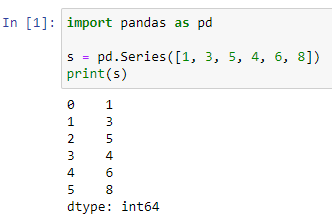 In [1]: import pandas as pd
s = pd.Series([1, 3, 5, 4, 6, 8])
print(s)
0    1
1    3
2    5
3    4
4    6
5    8
dtype: int64